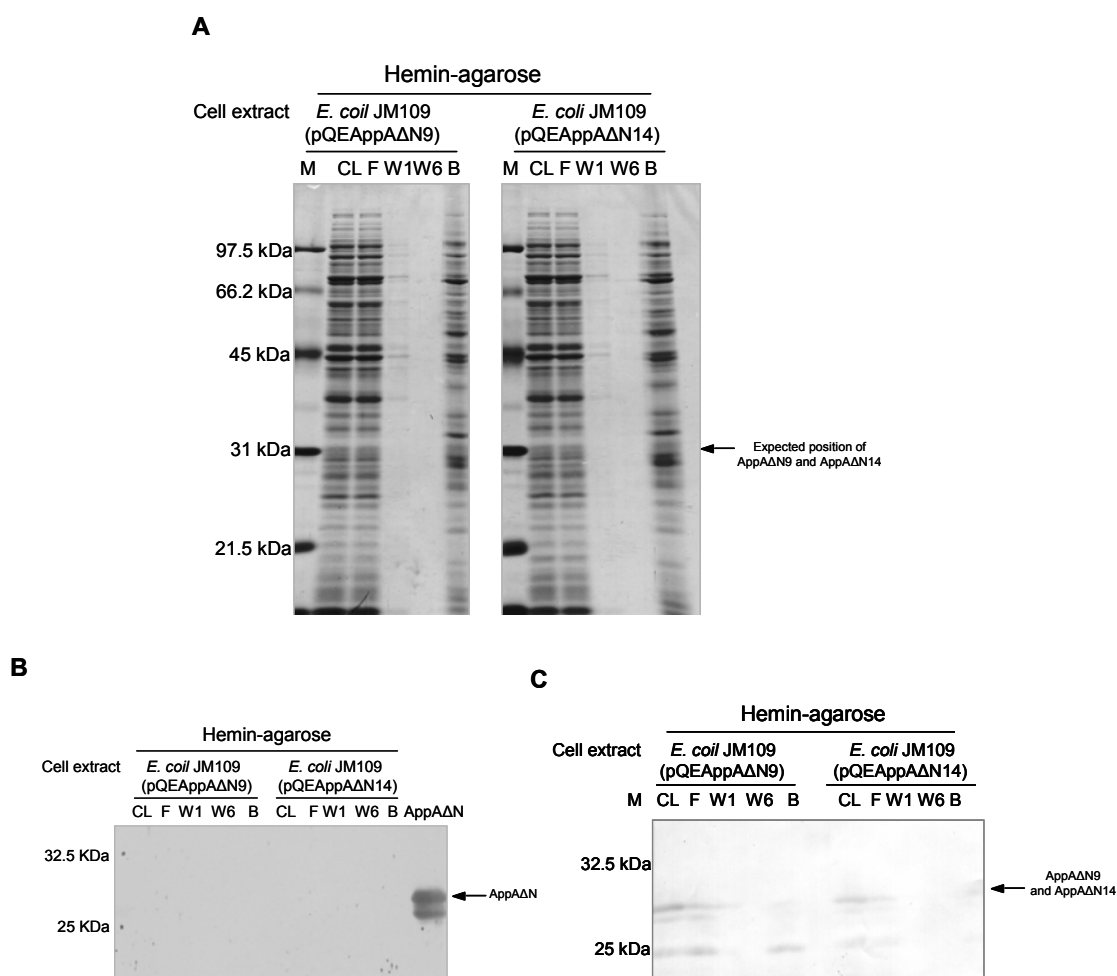 A
Hemin-agarose
Cell extract
E. coil JM109
(pQEAppAΔN9)
E. coli JM109
(pQEAppAΔN14)
M CL F W1W6 B
M CL F W1 W6 B
97.5 kDa
66.2 kDa
45 kDa
31 kDa
21.5 kDa
Expected position of
AppAΔN9 and AppAΔN14
B
Hemin-agarose
Cell extract
E. coil JM109
(pQEAppAΔN9)
E. coli JM109
(pQEAppAΔN14)
CL F W1 W6 B CL F W1 W6 B AppAΔN
32.5 KDa
25 KDa
AppAΔN
C
Hemin-agarose
Cell extract
E. coil JM109
(pQEAppAΔN9)
E. coli JM109
(pQEAppAΔN14)
M CL F W1 W6 B CL F W1 W6 B
32.5 kDa
25 kDa
AppAΔN9
and AppAΔN14